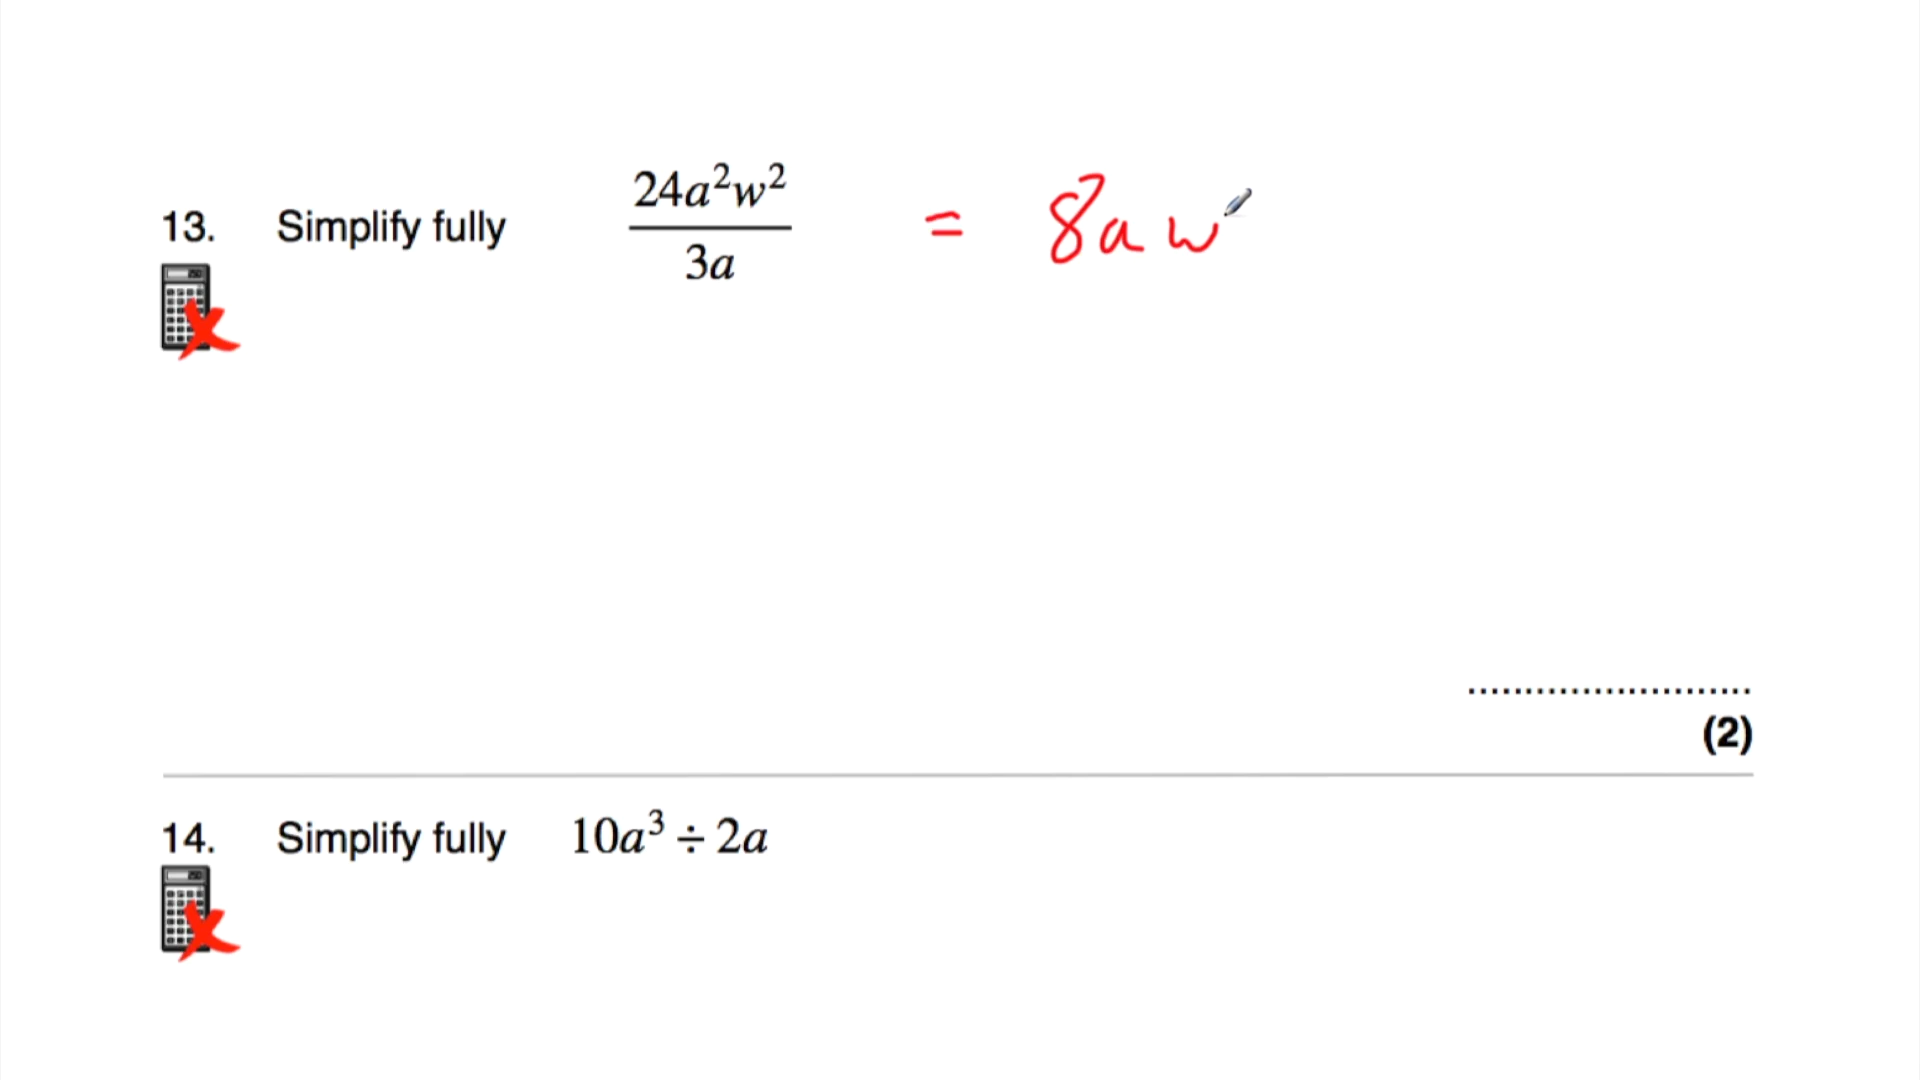 13. Simplify fully 24a²w² / 3a = 8aw
(2)
14. Simplify fully 10a³ ÷ 2a